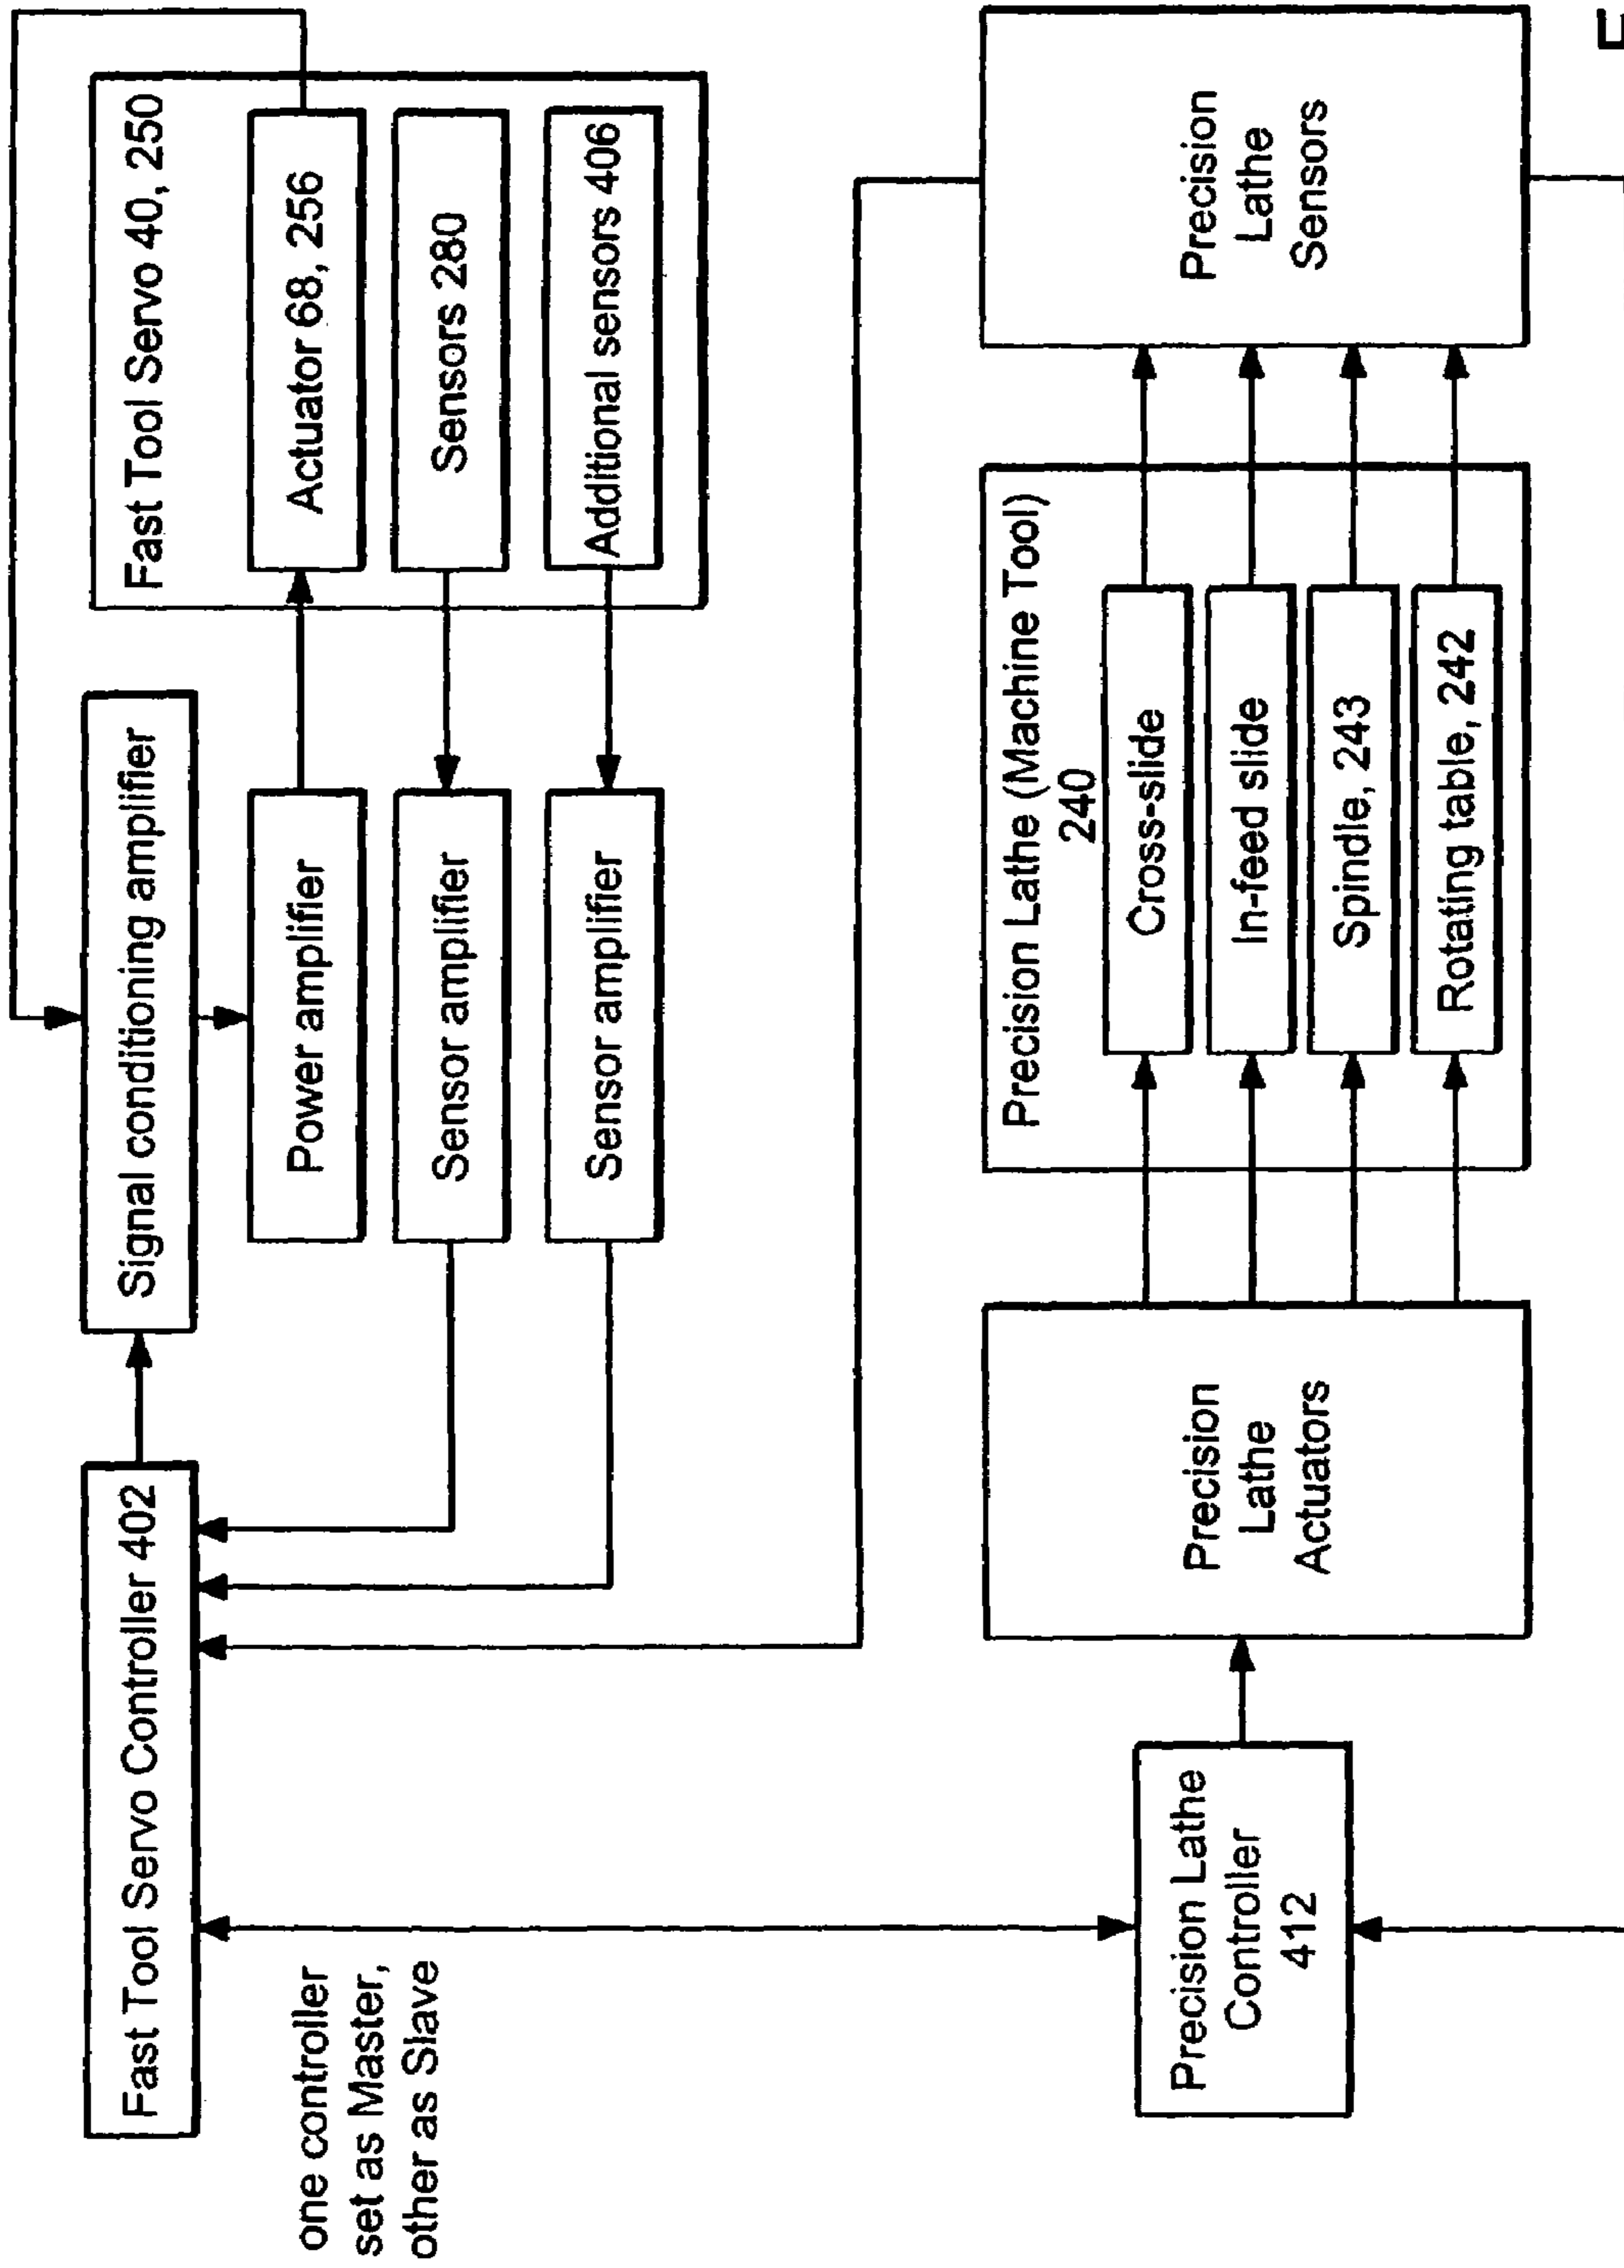 Fast Tool Servo Controller 402
Signal conditioning amplifier
Fast Tool Servo 40, 250
Power amplifier
Actuator 68, 256
Sensor amplifier
Sensors 280
Sensor amplifier
Additional sensors 406
one controller
set as Master,
other as Slave
Precision Lathe
Controller
412
Precision
Lathe
Actuators
Precision Lathe (Machine Tool)
240
Cross-slide
In-feed slide
Spindle, 243
Rotating table, 242
Precision
Lathe
Sensors